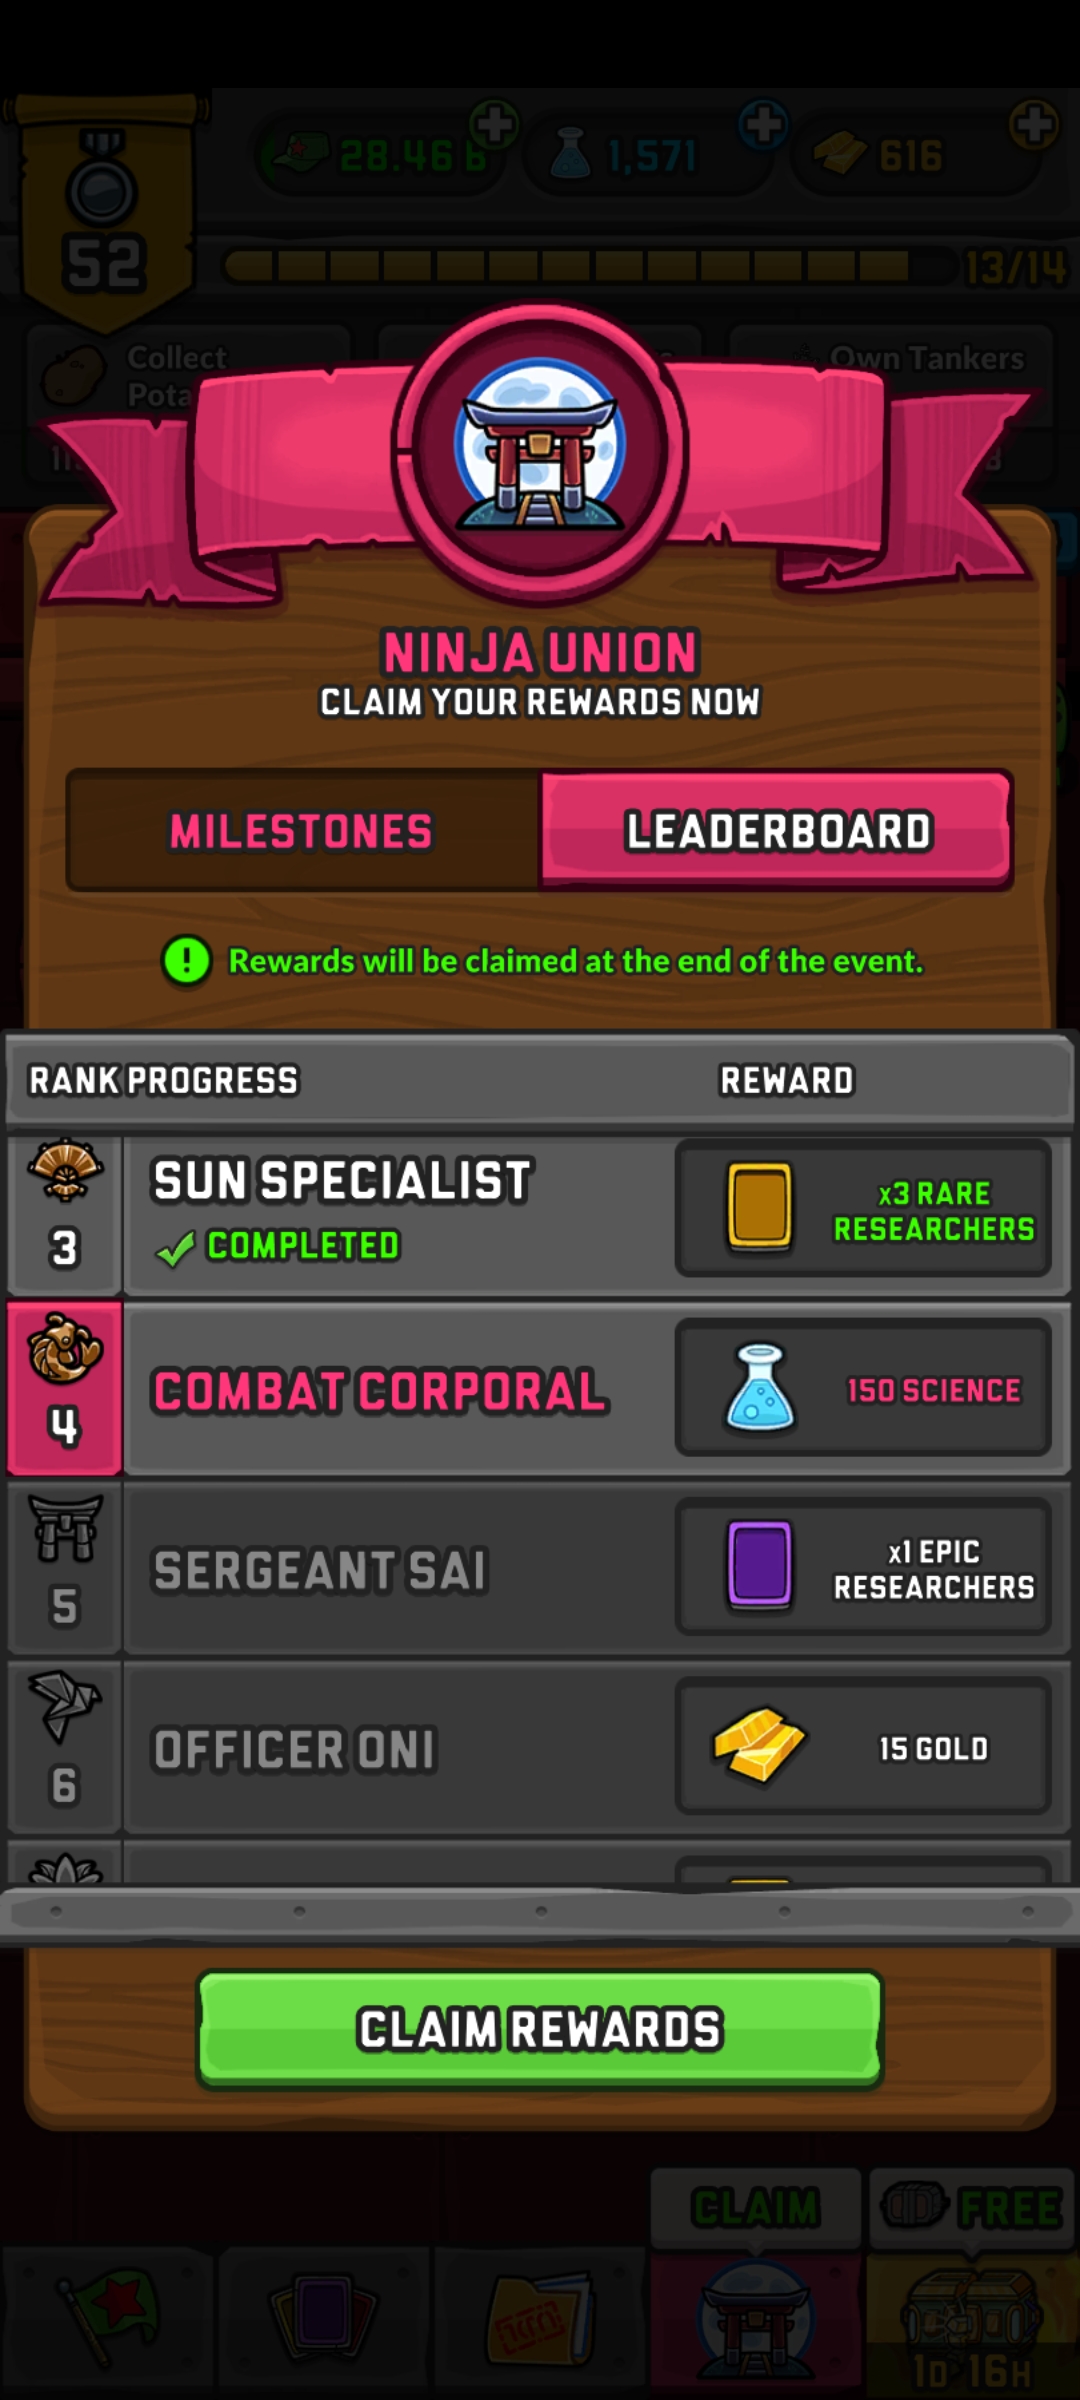 28.46 B
1,571
616
52
13/14
Collect
Own Tankers
NINJA UNION
CLAIM YOUR REWARDS NOW
MILESTONES
LEADERBOARD
! Rewards will be claimed at the end of the event.
RANK PROGRESS
REWARD
3
SUN SPECIALIST
COMPLETED
x3 RARE
RESEARCHERS
4
COMBAT CORPORAL
150 SCIENCE
5
SERGEANT SAI
x1 EPIC
RESEARCHERS
6
OFFICER ONI
15 GOLD
CLAIM REWARDS
CLAIM
FREE
1D 16H